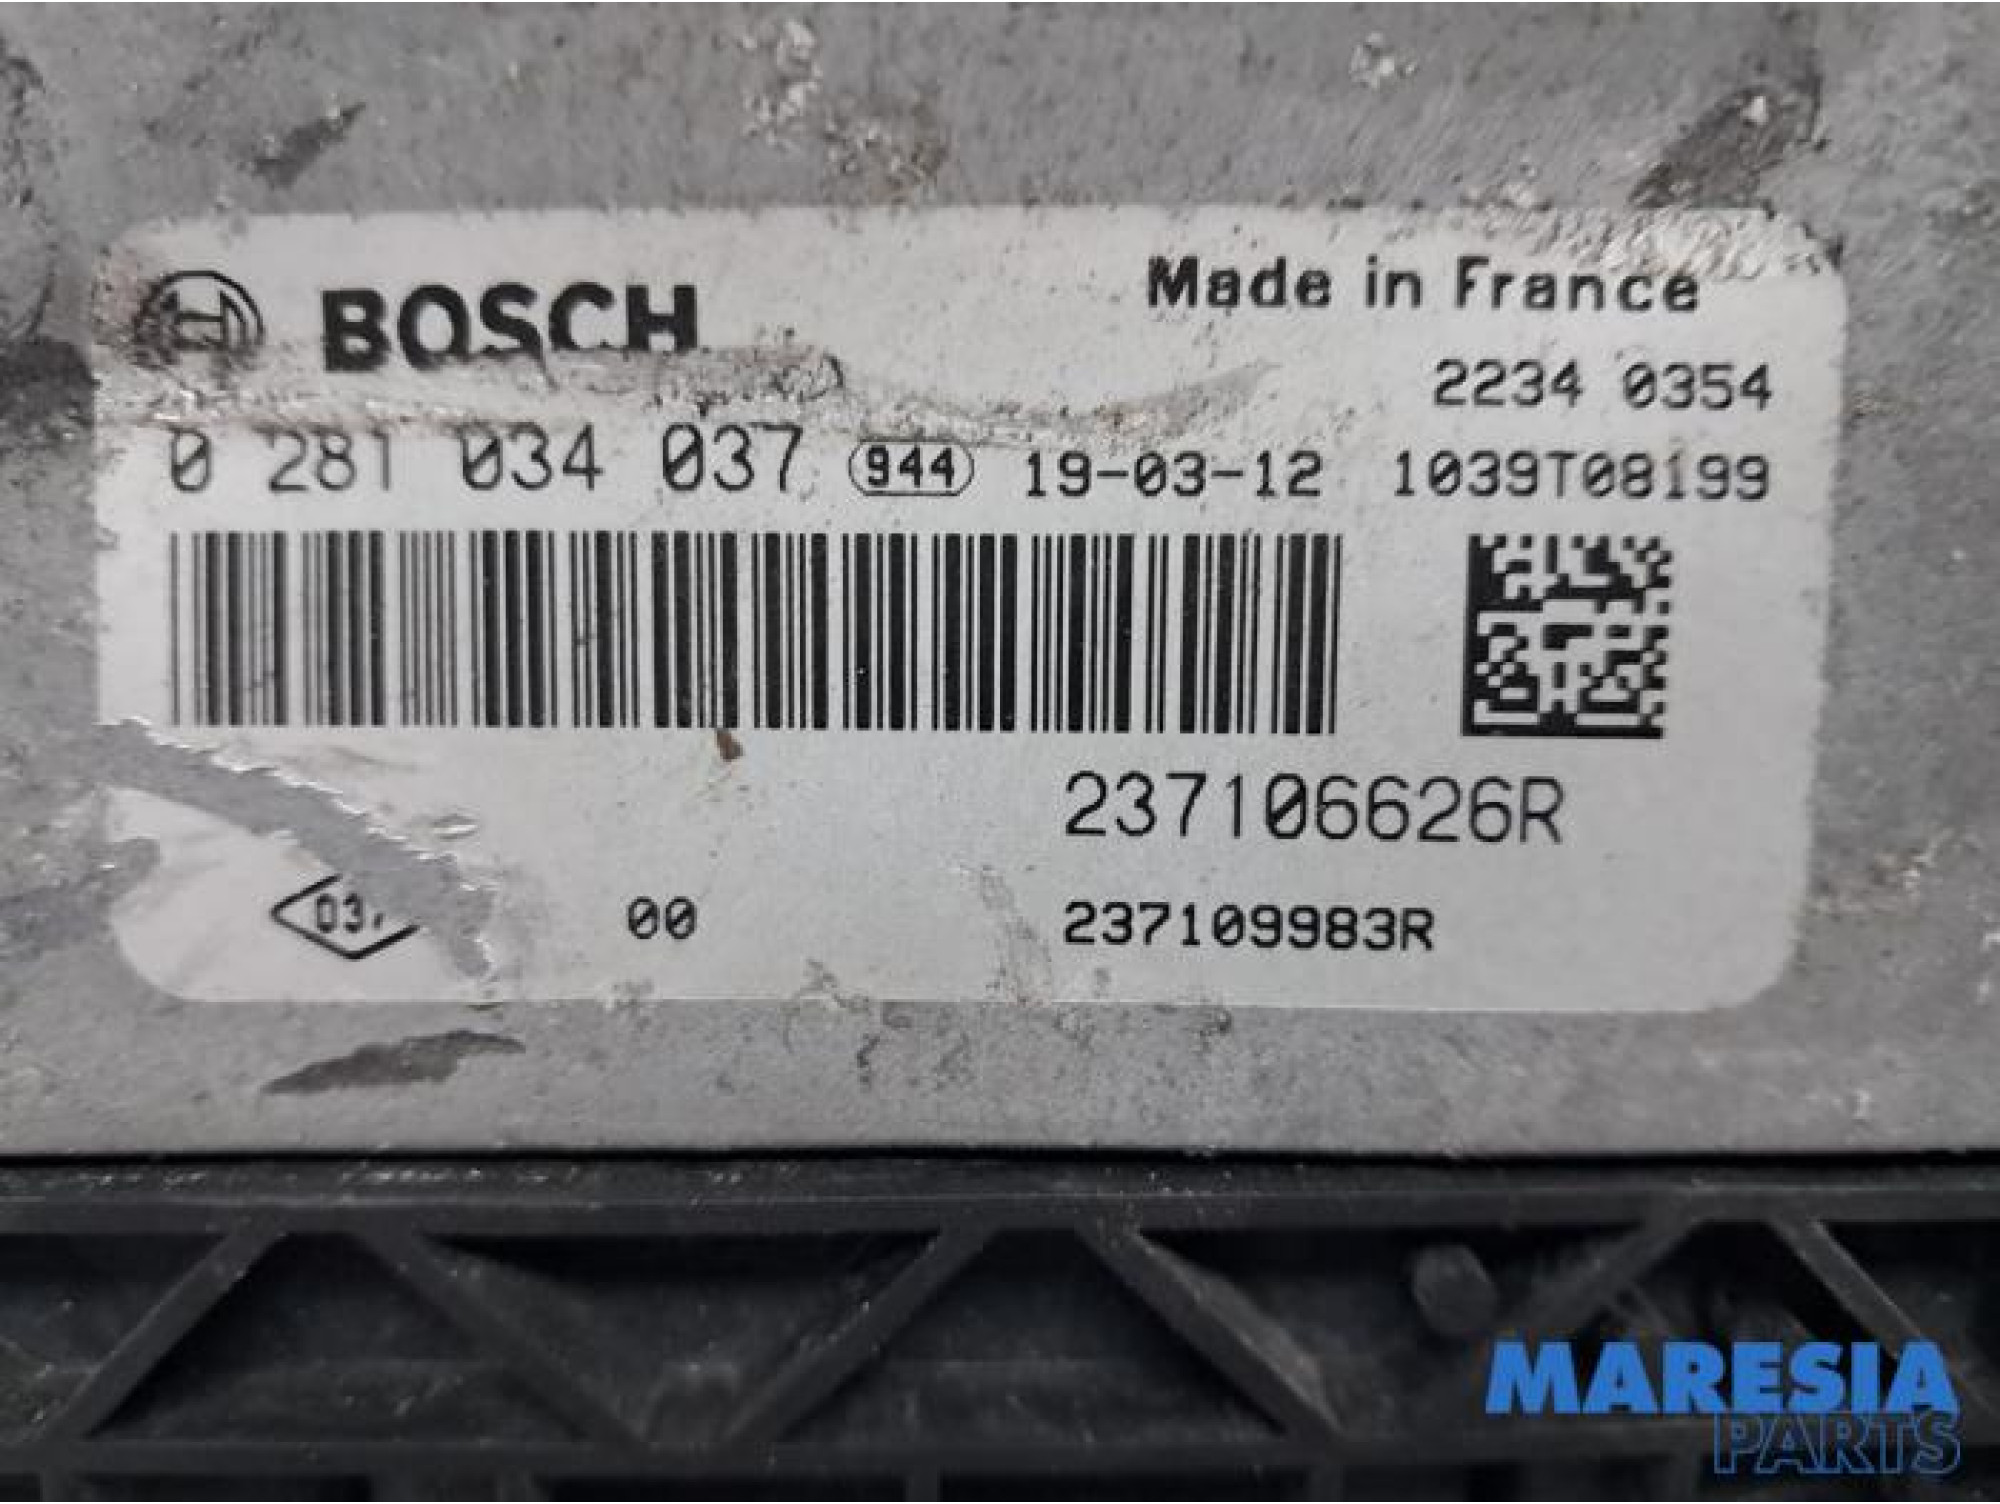 BOSCH
Made in France
2234 0354
0 281 034 037 944 19-03-12 1039T08199
237106626R
03 00 237109983R
MARESIA
PARTS